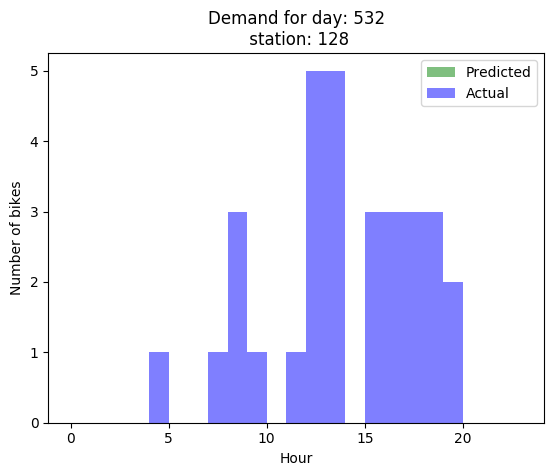 Demand for day: 532
station: 128
Predicted
Actual
Number of bikes
5
4
3
2
1
0
0 5 10 15 20
Hour